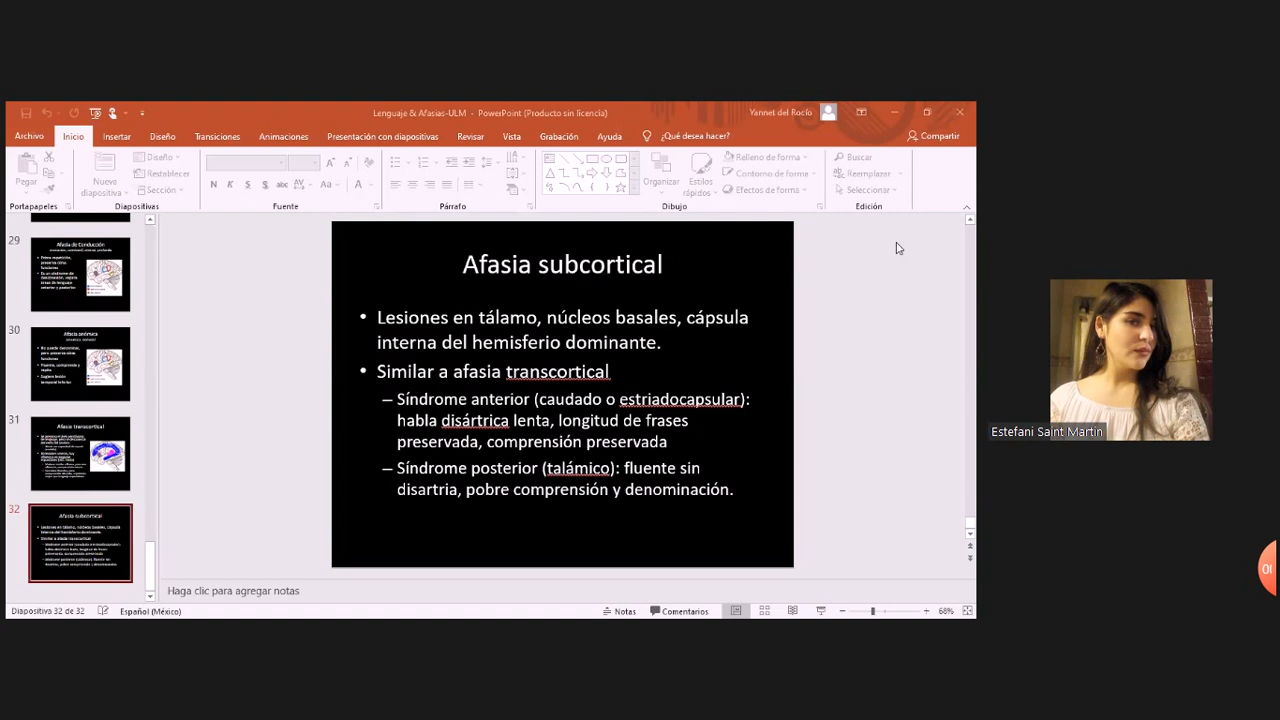 Lenguaje & Afasias-ULM - PowerPoint (Producto sin licencia)
Yannet del Rocío
Archivo Inicio Insertar Diseño Transiciones Animaciones Presentación con diapositivas Revisar Vista Grabación Ayuda ¿Qué desea hacer? Compartir
Pegar
Nueva diapositiva
Diseño
Restablecer
Sección
N K S S abc AV Aa A
Organizar
Estilos rápidos
Relleno de forma
Contorno de forma
Efectos de forma
Buscar
Reemplazar
Seleccionar
Portapapeles Diapositivas Fuente Párrafo Dibujo Edición
29
Afasia de Conducción
30
Afasia anómica
31
Afasia transcortical
32
Afasia subcortical
Afasia subcortical
• Lesiones en tálamo, núcleos basales, cápsula
interna del hemisferio dominante.
• Similar a afasia transcortical
– Síndrome anterior (caudado o estriadocapsular):
habla disártrica lenta, longitud de frases
preservada, comprensión preservada
– Síndrome posterior (talámico): fluente sin
disartria, pobre comprensión y denominación.
Haga clic para agregar notas
Diapositiva 32 de 32 Español (México) Notas Comentarios 68%
Estefani Saint Martin